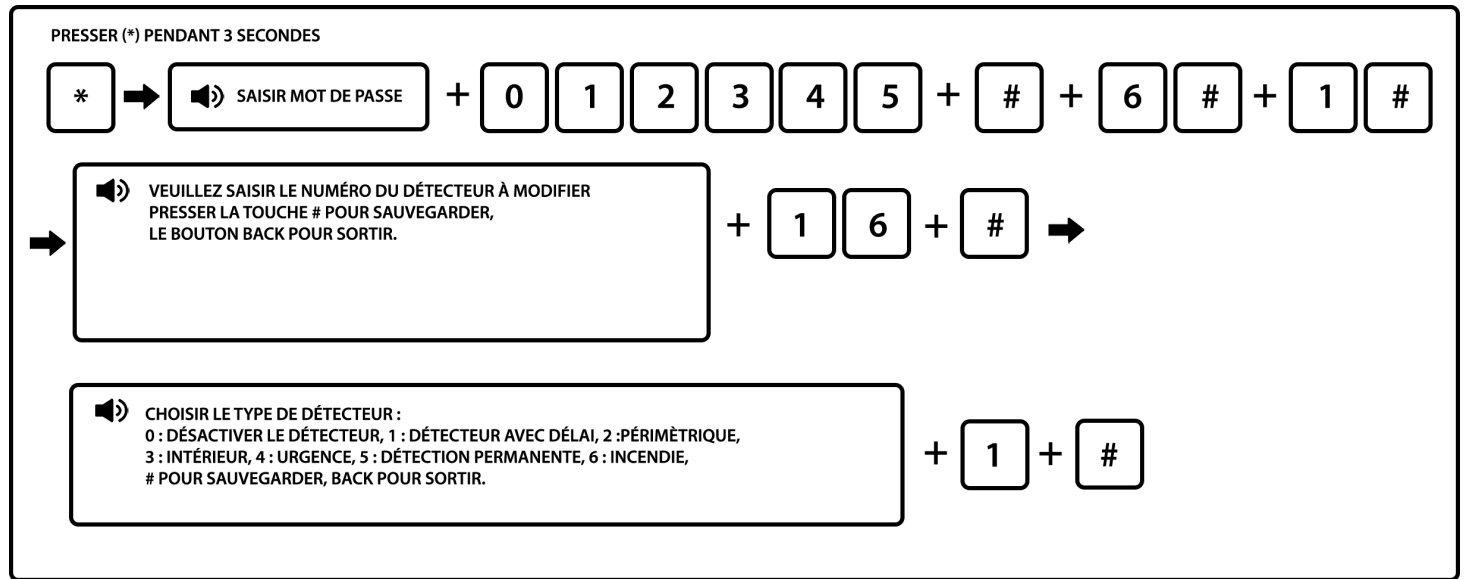 PRESSER (*) PENDANT 3 SECONDES
* SAISIR MOT DE PASSE + 0 1 2 3 4 5 + # + 6 # + 1 #
VEUILLEZ SAISIR LE NUMÉRO DU DÉTECTEUR À MODIFIER
PRESSER LA TOUCHE # POUR SAUVEGARDER,
LE BOUTON BACK POUR SORTIR.
+ 1 6 + #
CHOISIR LE TYPE DE DÉTECTEUR :
0 : DÉSACTIVER LE DÉTECTEUR, 1 : DÉTECTEUR AVEC DÉLAI, 2 :PÉRIMÈTRIQUE,
3 : INTÉRIEUR, 4 : URGENCE, 5 : DÉTECTION PERMANENTE, 6 : INCENDIE,
# POUR SAUVEGARDER, BACK POUR SORTIR.
+ 1 + #